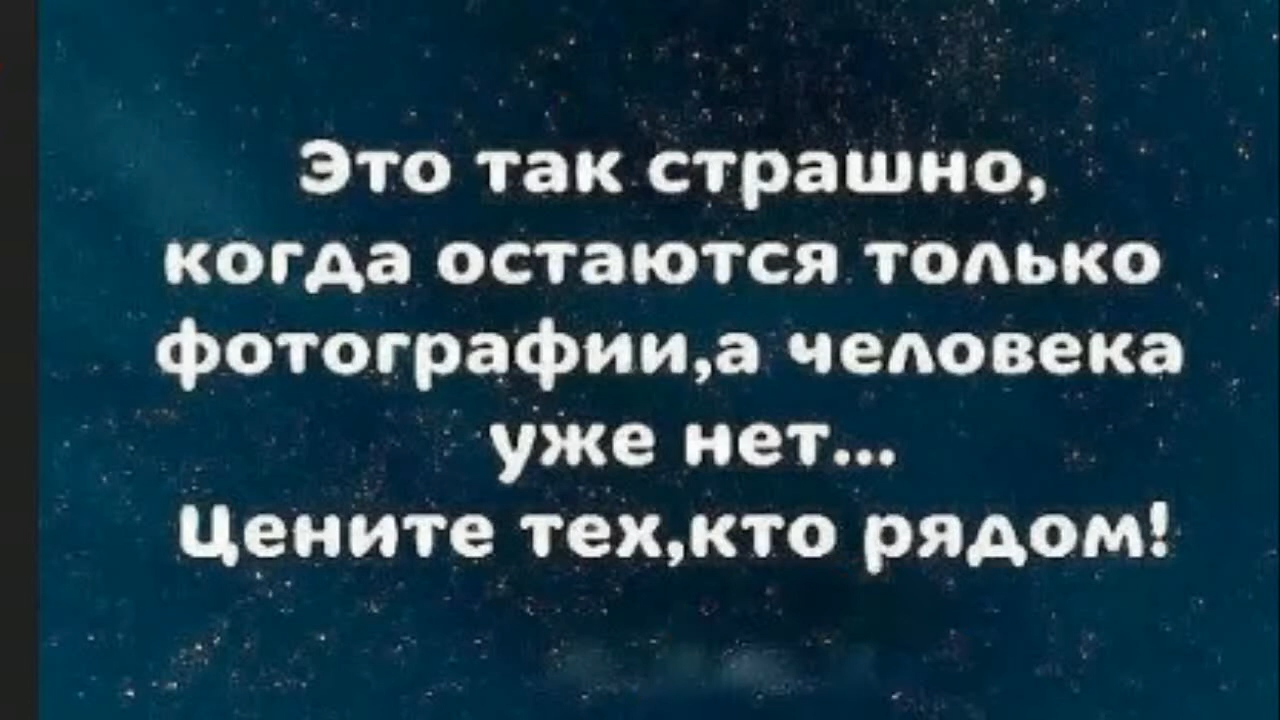 Это так страшно,
когда остаются только
фотографии,а человека
уже нет...
Цените тех,кто рядом!